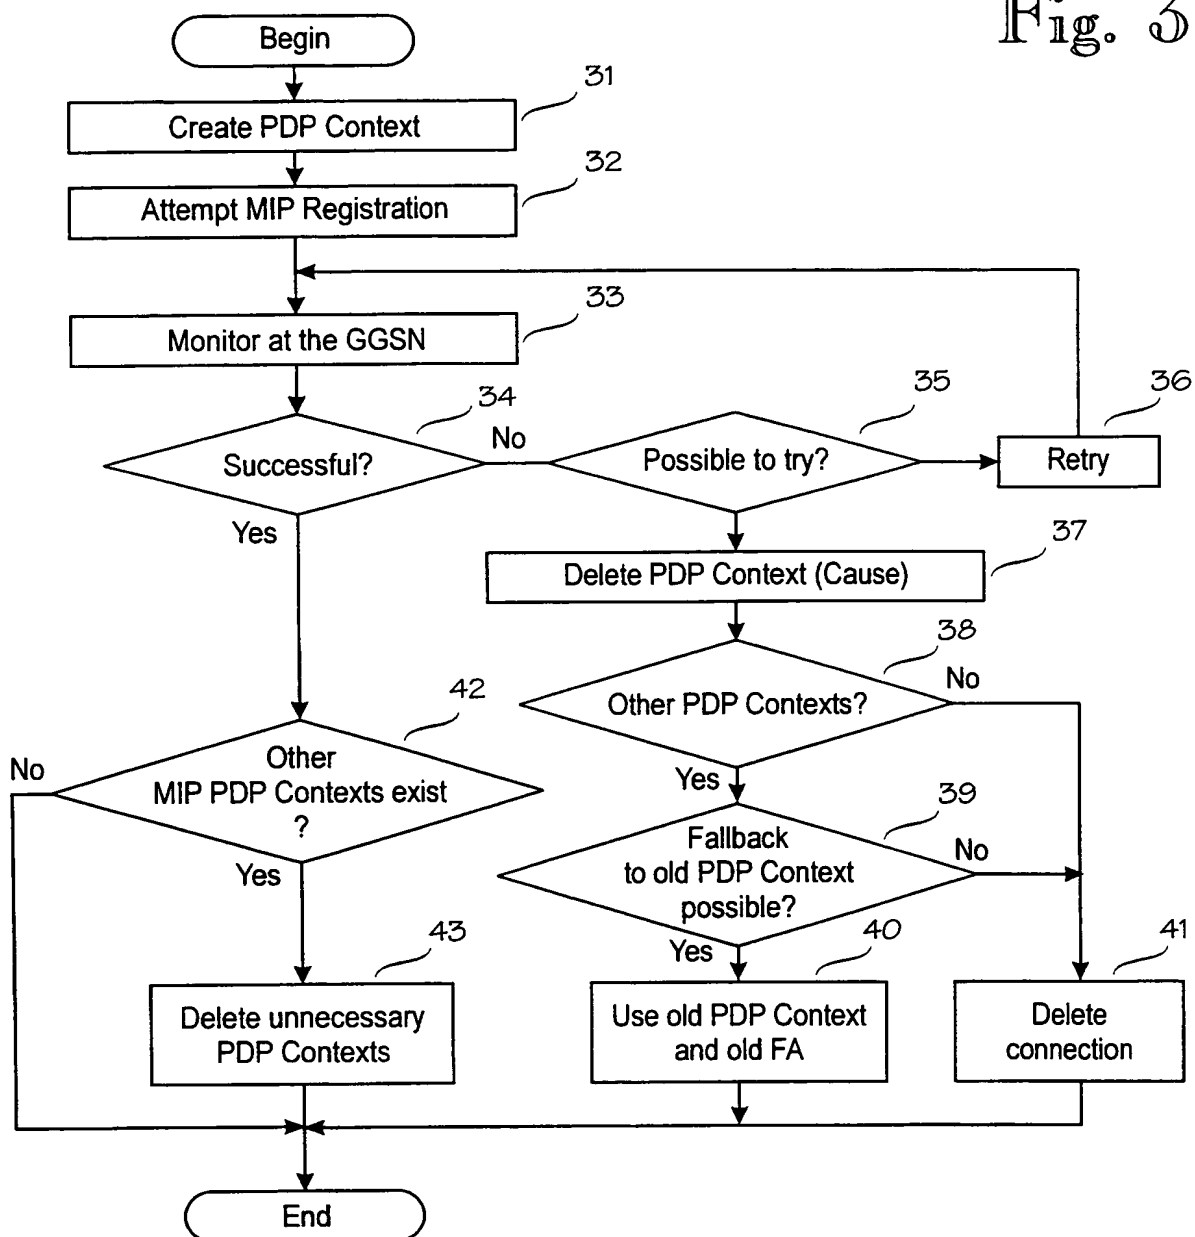 Fig. 3
Begin
31
Create PDP Context
32
Attempt MIP Registration
33
Monitor at the GGSN
34
Successful?
No
Yes
35
Possible to try?
36
Retry
37
Delete PDP Context (Cause)
38
Other PDP Contexts?
No
Yes
39
Fallback
to old PDP Context
possible?
No
Yes
40
Use old PDP Context
and old FA
41
Delete
connection
42
Other
MIP PDP Contexts exist
?
No
Yes
43
Delete unnecessary
PDP Contexts
End